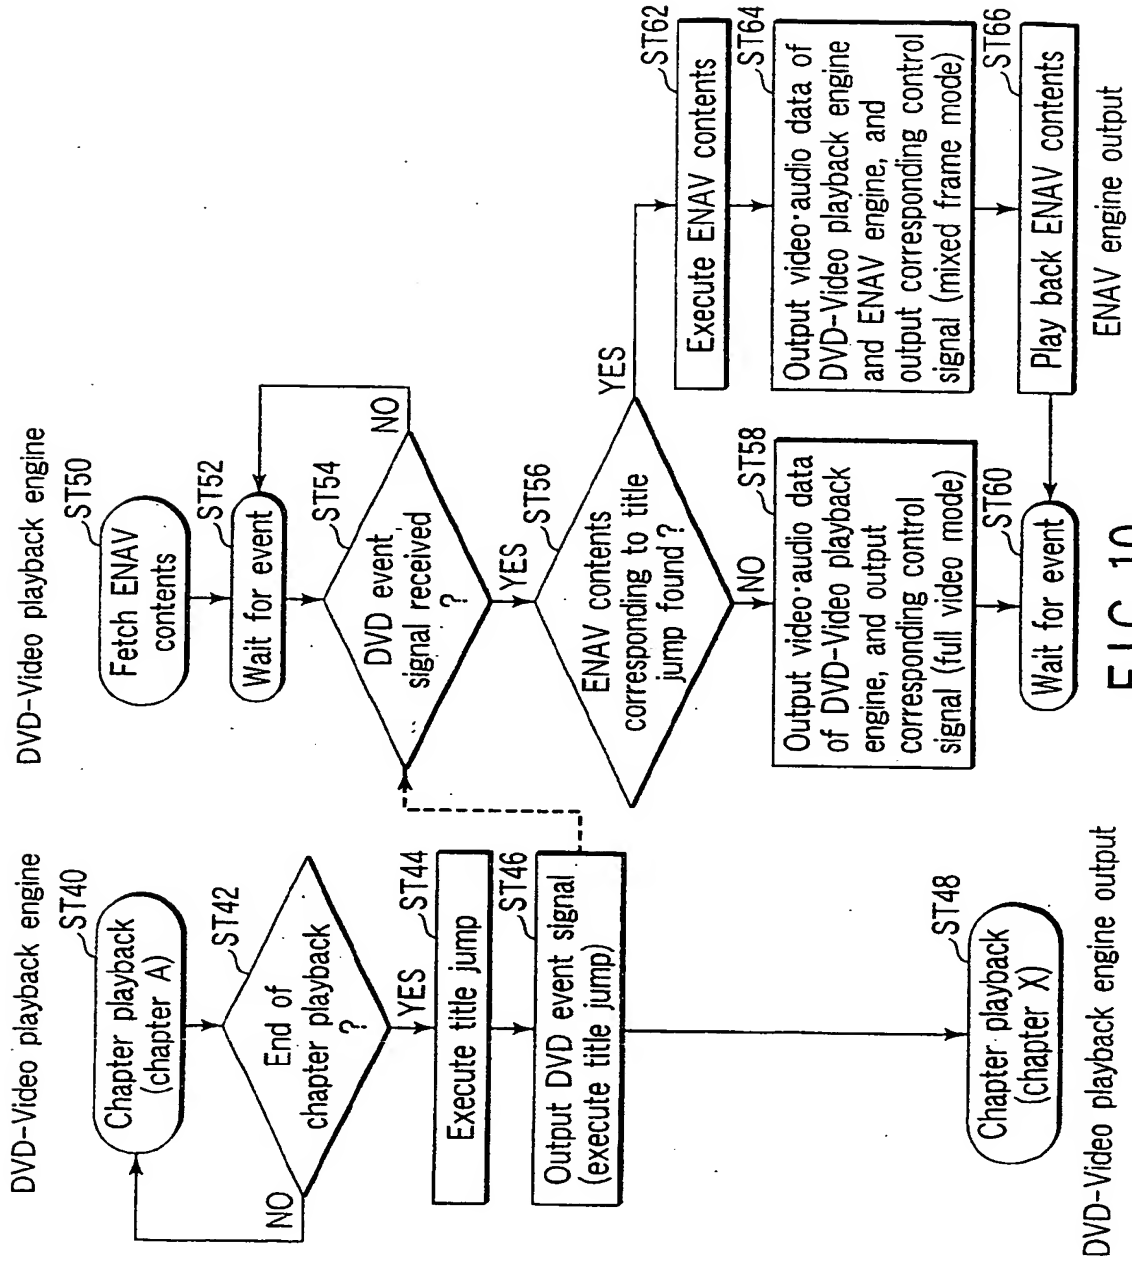 DVD-Video playback engine
ST40
Chapter playback
(chapter A)
ST42
End of
chapter playback
?
NO
YES
ST44
Execute title jump
ST46
Output DVD event signal
(execute title jump)
ST48
Chapter playback
(chapter X)
DVD-Video playback engine output
DVD-Video playback engine
ST50
Fetch ENAV
contents
ST52
Wait for event
ST54
DVD event
signal received
?
NO
YES
ST56
ENAV contents
corresponding to title
jump found ?
YES
NO
ST58
Output video·audio data
of DVD-Video playback
engine, and output
corresponding control
signal (full video mode)
ST60
Wait for event
ST62
Execute ENAV contents
ST64
Output video·audio data of
DVD-Video playback engine
and ENAV engine, and
output corresponding control
signal (mixed frame mode)
ST66
Play back ENAV contents
ENAV engine output